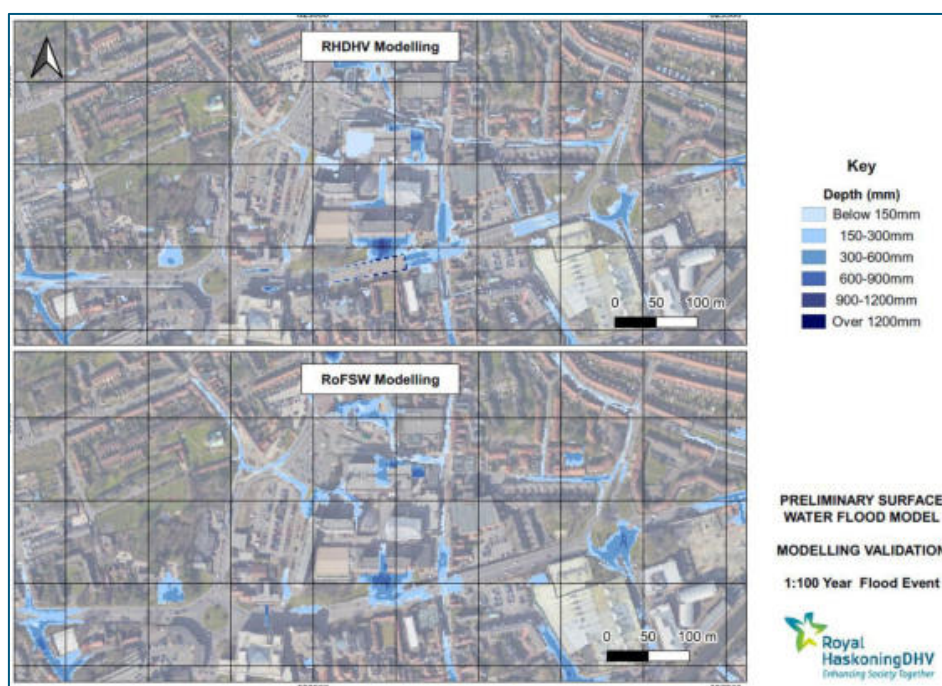 RHDHV Modelling
0 50 100 m
RoFSW Modelling
0 50 100 m
Key
Depth (mm)
Below 150mm
150-300mm
300-600mm
600-900mm
900-1200mm
Over 1200mm
PRELIMINARY SURFACE
WATER FLOOD MODEL
MODELLING VALIDATION
1:100 Year Flood Event
Royal
HaskoningDHV
Enhancing Society Together